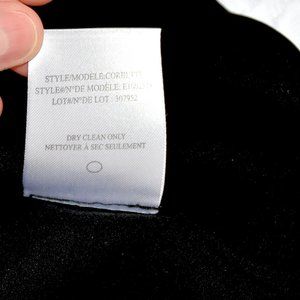 STYLE/MODÈLE:
STYLE#/N°DE MODÈLE:
LOT#/N°DE LOT : 307952
DRY CLEAN ONLY
NETTOYER À SEC SEULEMENT